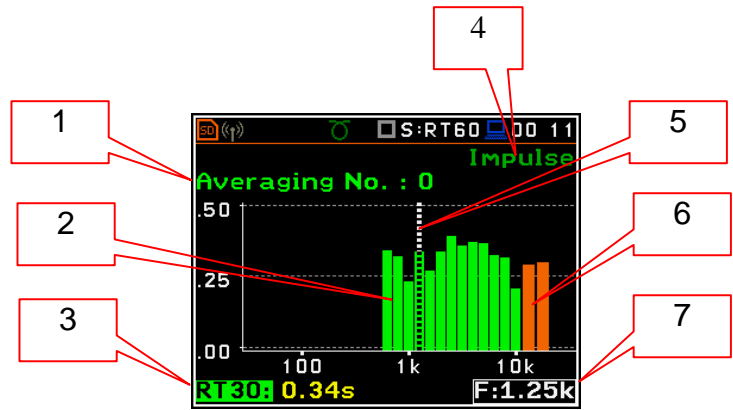 4
1
5
SD S:RT60 00 11
Impulse
Averaging No. : 0
.50
2
6
.25
3
7
.00
100 1k 10k
RT30: 0.34s F:1.25k